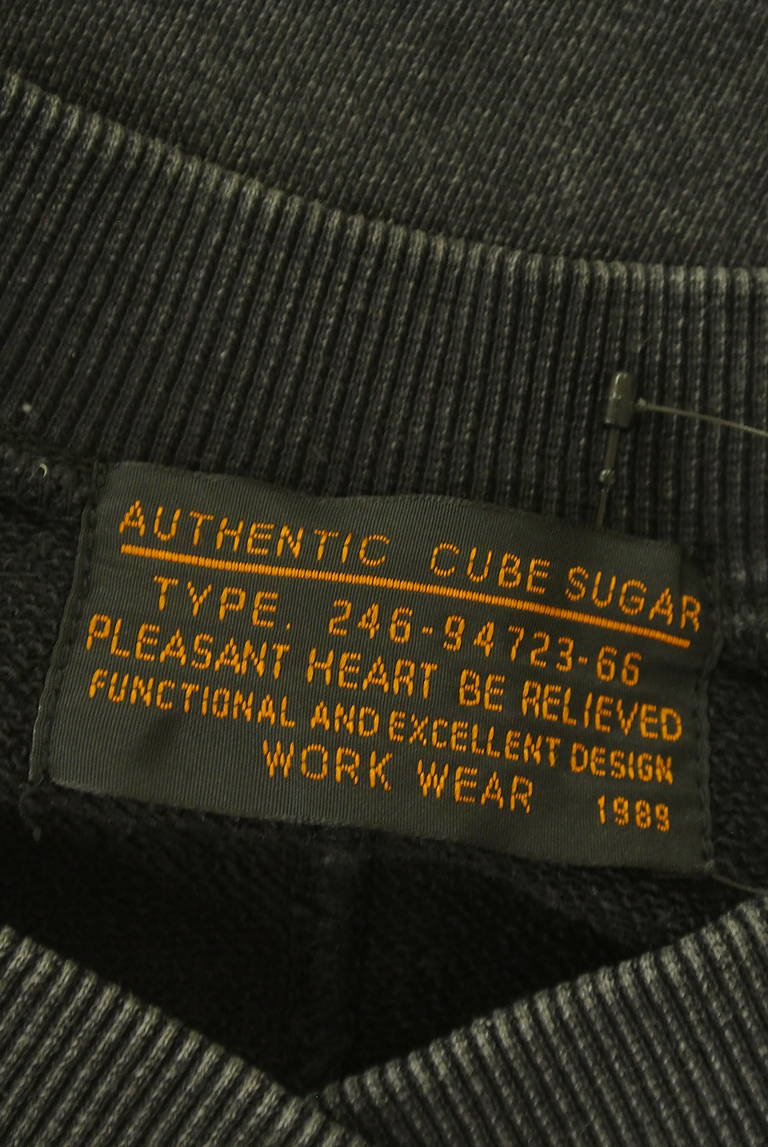 AUTHENTIC CUBE SUGAR
TYPE. 246-94723-66
PLEASANT HEART BE RELIEVED
FUNCTIONAL AND EXCELLENT DESIGN
WORK WEAR 1989